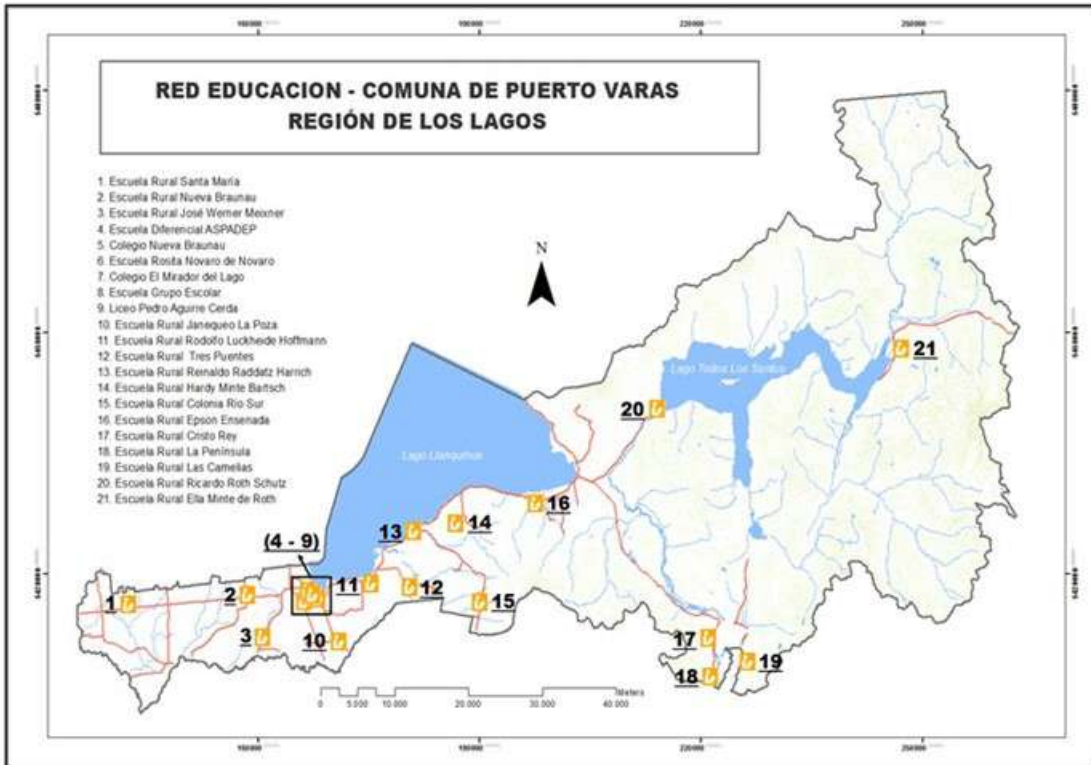 RED EDUCACION - COMUNA DE PUERTO VARAS
REGIÓN DE LOS LAGOS
1. Escuela Rural Santa María
2. Escuela Rural Nueva Braunau
3. Escuela Rural José Werner Meixner
4. Escuela Diferencial ASPADEP
5. Colegio Nueva Braunau
6. Escuela Rosita Novaro de Novaro
7. Colegio El Mirador del Lago
8. Escuela Grupo Escolar
9. Liceo Pedro Aguirre Cerda
10. Escuela Rural Janequeo La Poza
11. Escuela Rural Rodolfo Luckheide Hoffmann
12. Escuela Rural Tres Puentes
13. Escuela Rural Reinaldo Raddatz Harrich
14. Escuela Rural Hardy Minte Bartsch
15. Escuela Rural Colonia Río Sur
16. Escuela Rural Epson Ensenada
17. Escuela Rural Cristo Rey
18. Escuela Rural La Península
19. Escuela Rural Las Camelias
20. Escuela Rural Ricardo Roth Schutz
21. Escuela Rural Ella Minte de Roth
N
Lago Todos Los Santos
Lago Llanquihue
21
20
16
14
13
(4 - 9)
11
12
15
2
1
3
10
17
19
18
Meters
0 5.000 10.000 20.000 30.000 40.000